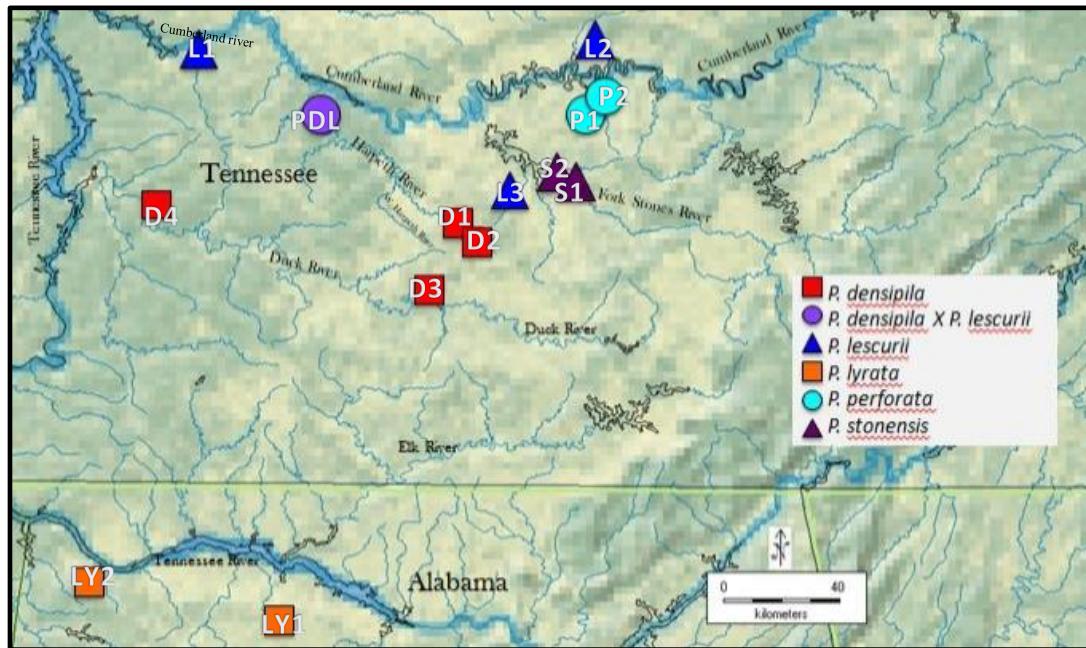 Cumberland river
L1
L2
Cumberland River
Cumberland River
P2
PDL
P1
Tennessee River
Harpeth River
Tennessee
S2
L3
S1
Fork Stones River
D4
D1
D2
Duck River
D3
Duck River
P. densipila
P. densipila X P. lescurii
P. lescurii
P. lyrata
P. perforata
P. stonensis
Elk River
Tennessee River
LY2
Alabama
0 40
kilometers
LY1